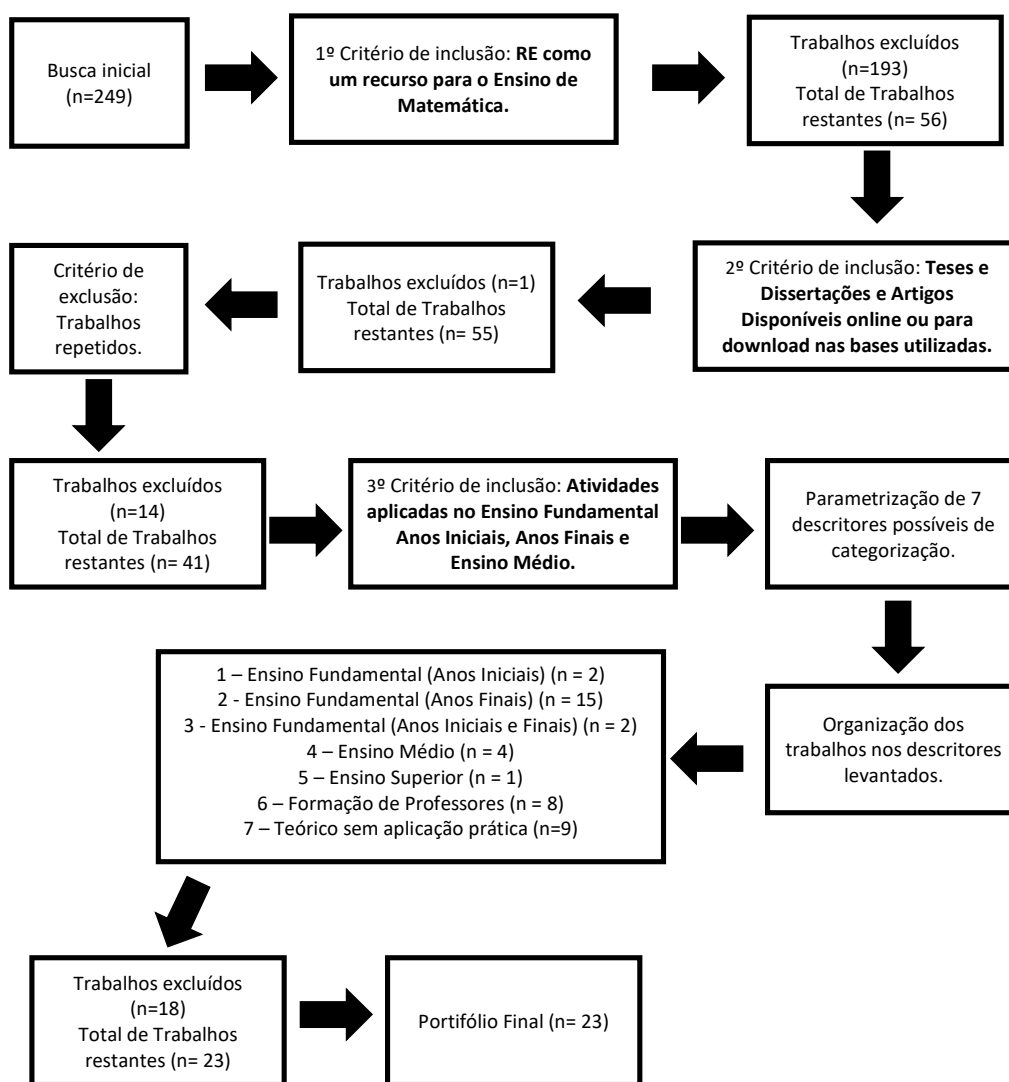 Busca inicial
(n=249)
1º Critério de inclusão: RE como
um recurso para o Ensino de
Matemática.
Trabalhos excluídos
(n=193)
Total de Trabalhos
restantes (n= 56)
2º Critério de inclusão: Teses e
Dissertações e Artigos
Disponíveis online ou para
download nas bases utilizadas.
Trabalhos excluídos (n=1)
Total de Trabalhos
restantes (n= 55)
Critério de
exclusão:
Trabalhos
repetidos.
Trabalhos excluídos
(n=14)
Total de Trabalhos
restantes (n= 41)
3º Critério de inclusão: Atividades
aplicadas no Ensino Fundamental
Anos Iniciais, Anos Finais e
Ensino Médio.
Parametrização de 7
descritores possíveis de
categorização.
Organização dos
trabalhos nos descritores
levantados.
1 – Ensino Fundamental (Anos Iniciais) (n = 2)
2 - Ensino Fundamental (Anos Finais) (n = 15)
3 - Ensino Fundamental (Anos Iniciais e Finais) (n = 2)
4 – Ensino Médio (n = 4)
5 – Ensino Superior (n = 1)
6 – Formação de Professores (n = 8)
7 – Teórico sem aplicação prática (n=9)
Trabalhos excluídos
(n=18)
Total de Trabalhos
restantes (n= 23)
Portifólio Final (n= 23)